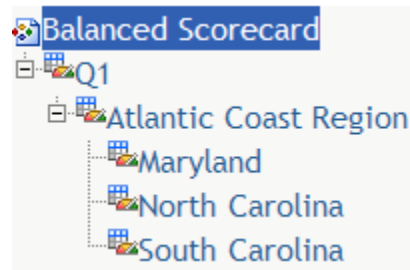 Balanced Scorecard
Q1
Atlantic Coast Region
Maryland
North Carolina
South Carolina